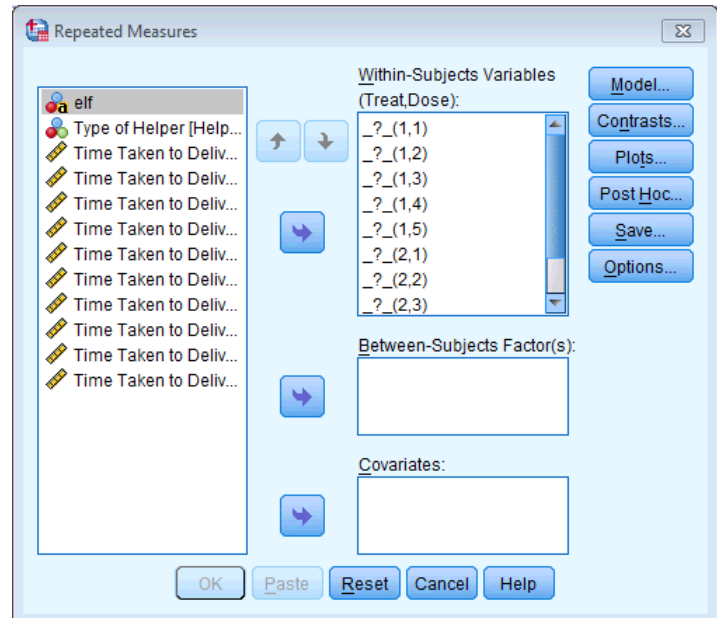 Repeated Measures
elf
Type of Helper [Help...
Time Taken to Deliv...
Time Taken to Deliv...
Time Taken to Deliv...
Time Taken to Deliv...
Time Taken to Deliv...
Time Taken to Deliv...
Time Taken to Deliv...
Time Taken to Deliv...
Time Taken to Deliv...
Time Taken to Deliv...
Within-Subjects Variables
(Treat,Dose):
_?_(1,1)
_?_(1,2)
_?_(1,3)
_?_(1,4)
_?_(1,5)
_?_(2,1)
_?_(2,2)
_?_(2,3)
Between-Subjects Factor(s):
Covariates:
Model...
Contrasts...
Plots...
Post Hoc...
Save...
Options...
OK
Paste
Reset
Cancel
Help